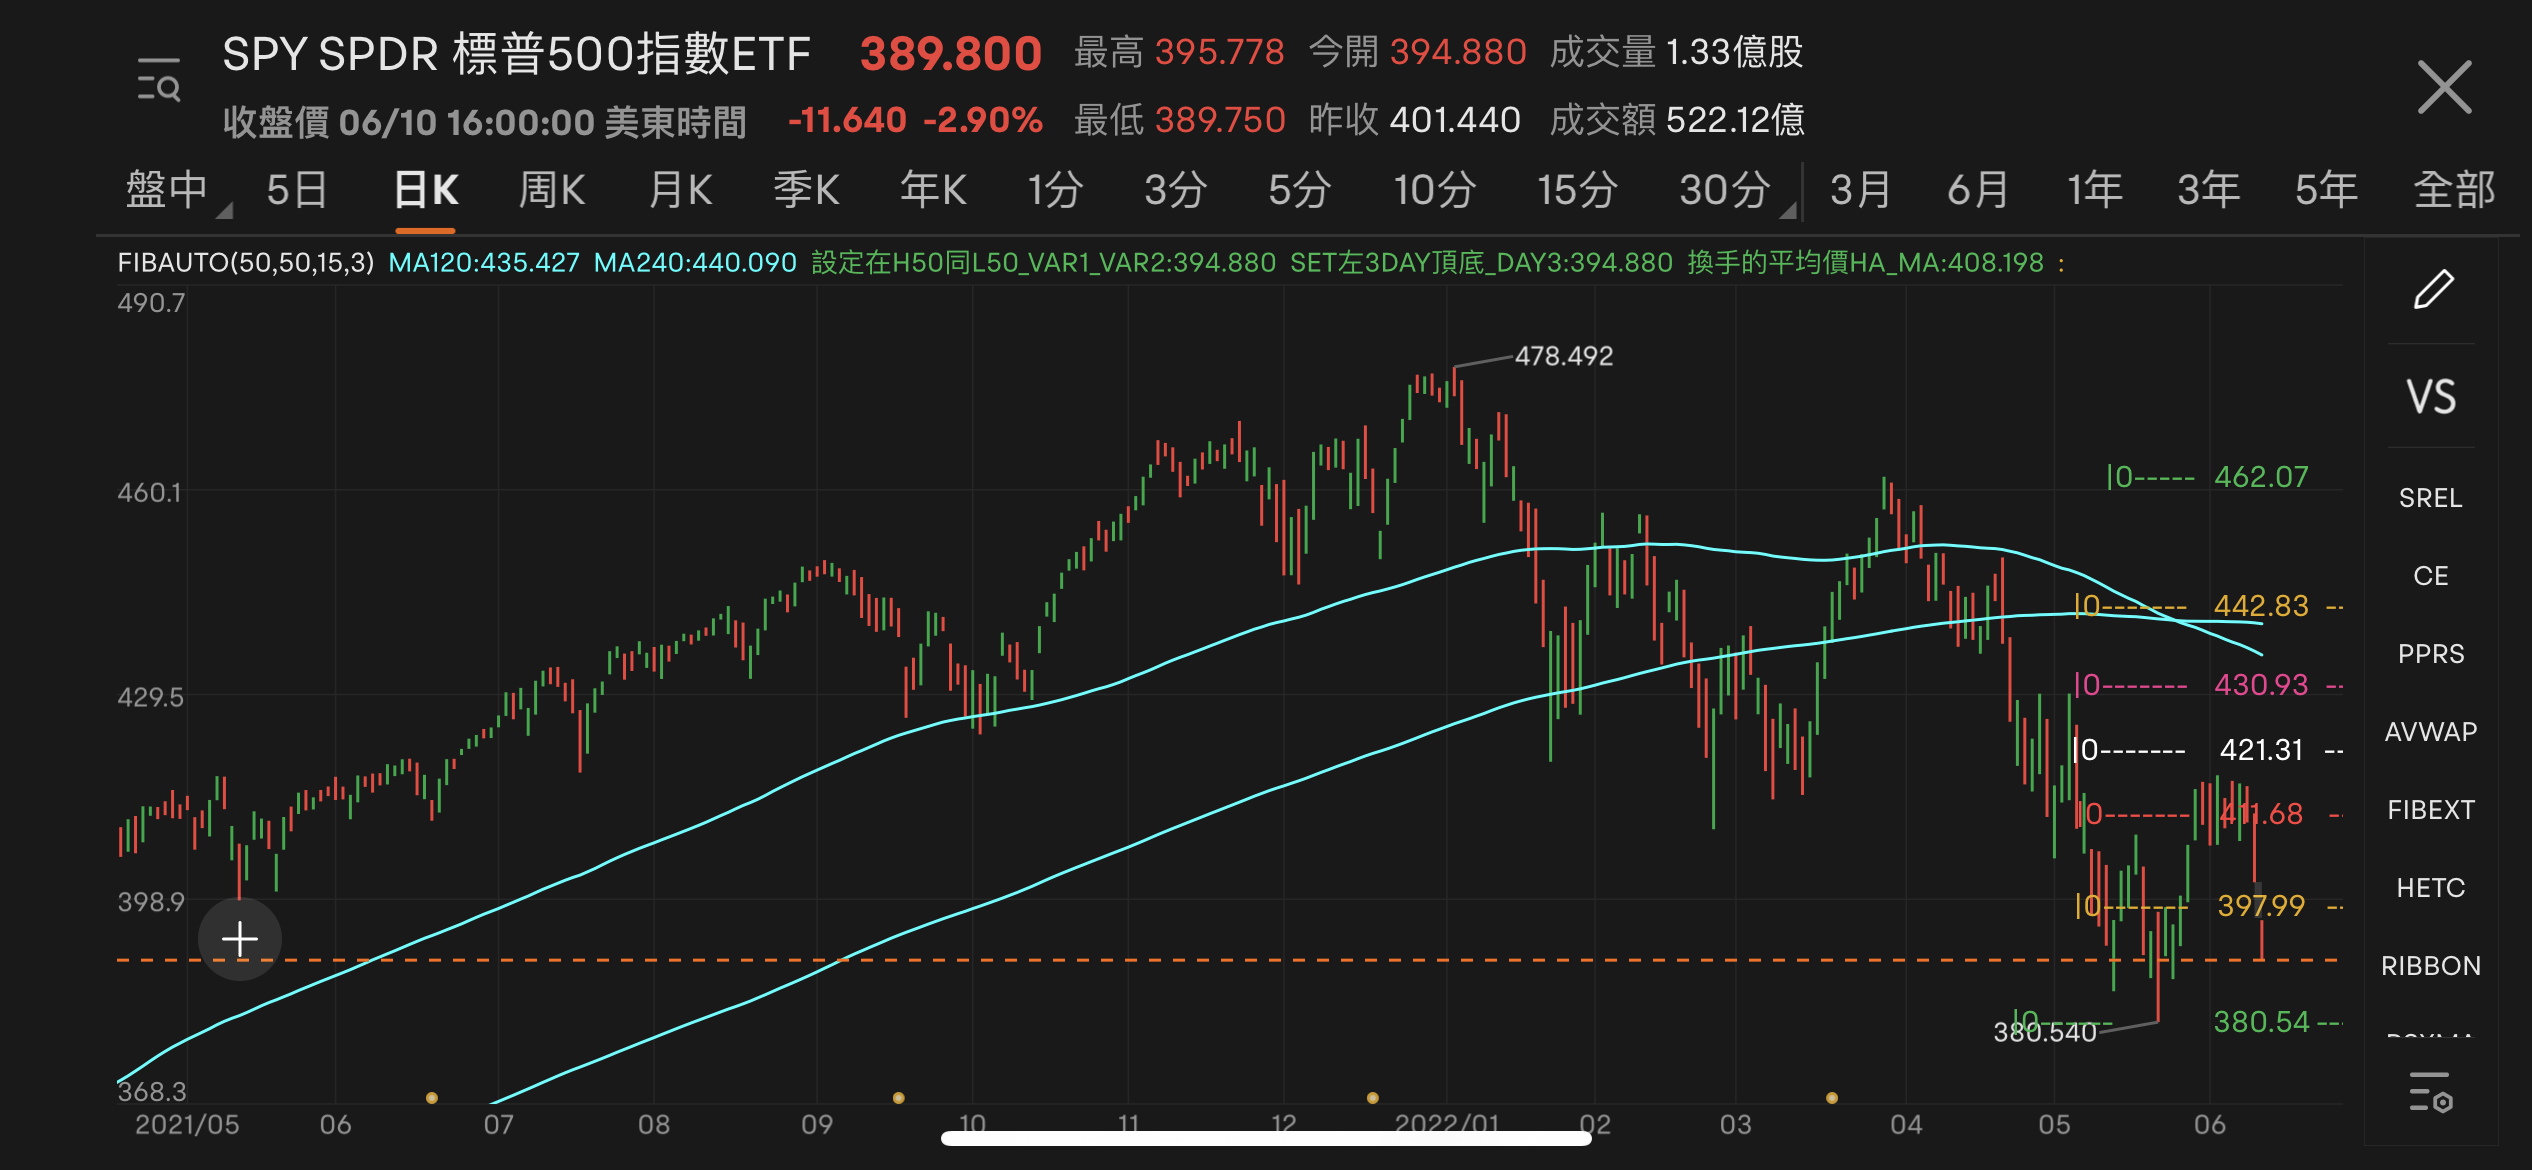 SPY SPDR 標普500指數ETF 389.800 最高 395.778 今開 394.880 成交量 1.33億股
收盤價 06/10 16:00:00 美東時間 -11.640 -2.90% 最低 389.750 昨收 401.440 成交額 522.12億
盤中 5日 日K 周K 月K 季K 年K 1分 3分 5分 10分 15分 30分 3月 6月 1年 3年 5年 全部
FIBAUTO(50,50,15,3) MA120:435.427 MA240:440.090 設定在H50同L50_VAR1_VAR2:394.880 SET左3DAY頂底_DAY3:394.880 換手的平均價HA_MA:408.198 :
490.7
478.492
VS
460.1
|0----- 462.07
SREL
CE
|0------- 442.83 --
PPRS
429.5
|0------- 430.93 --
AVWAP
|0------- 421.31 --
FIBEXT
|0------- 411.68 --
HETC
398.9
|0------- 397.99 --
RIBBON
380.540
|0------ 380.54 ---
368.3
2021/05 06 07 08 09 10 11 12 2022/01 02 03 04 05 06